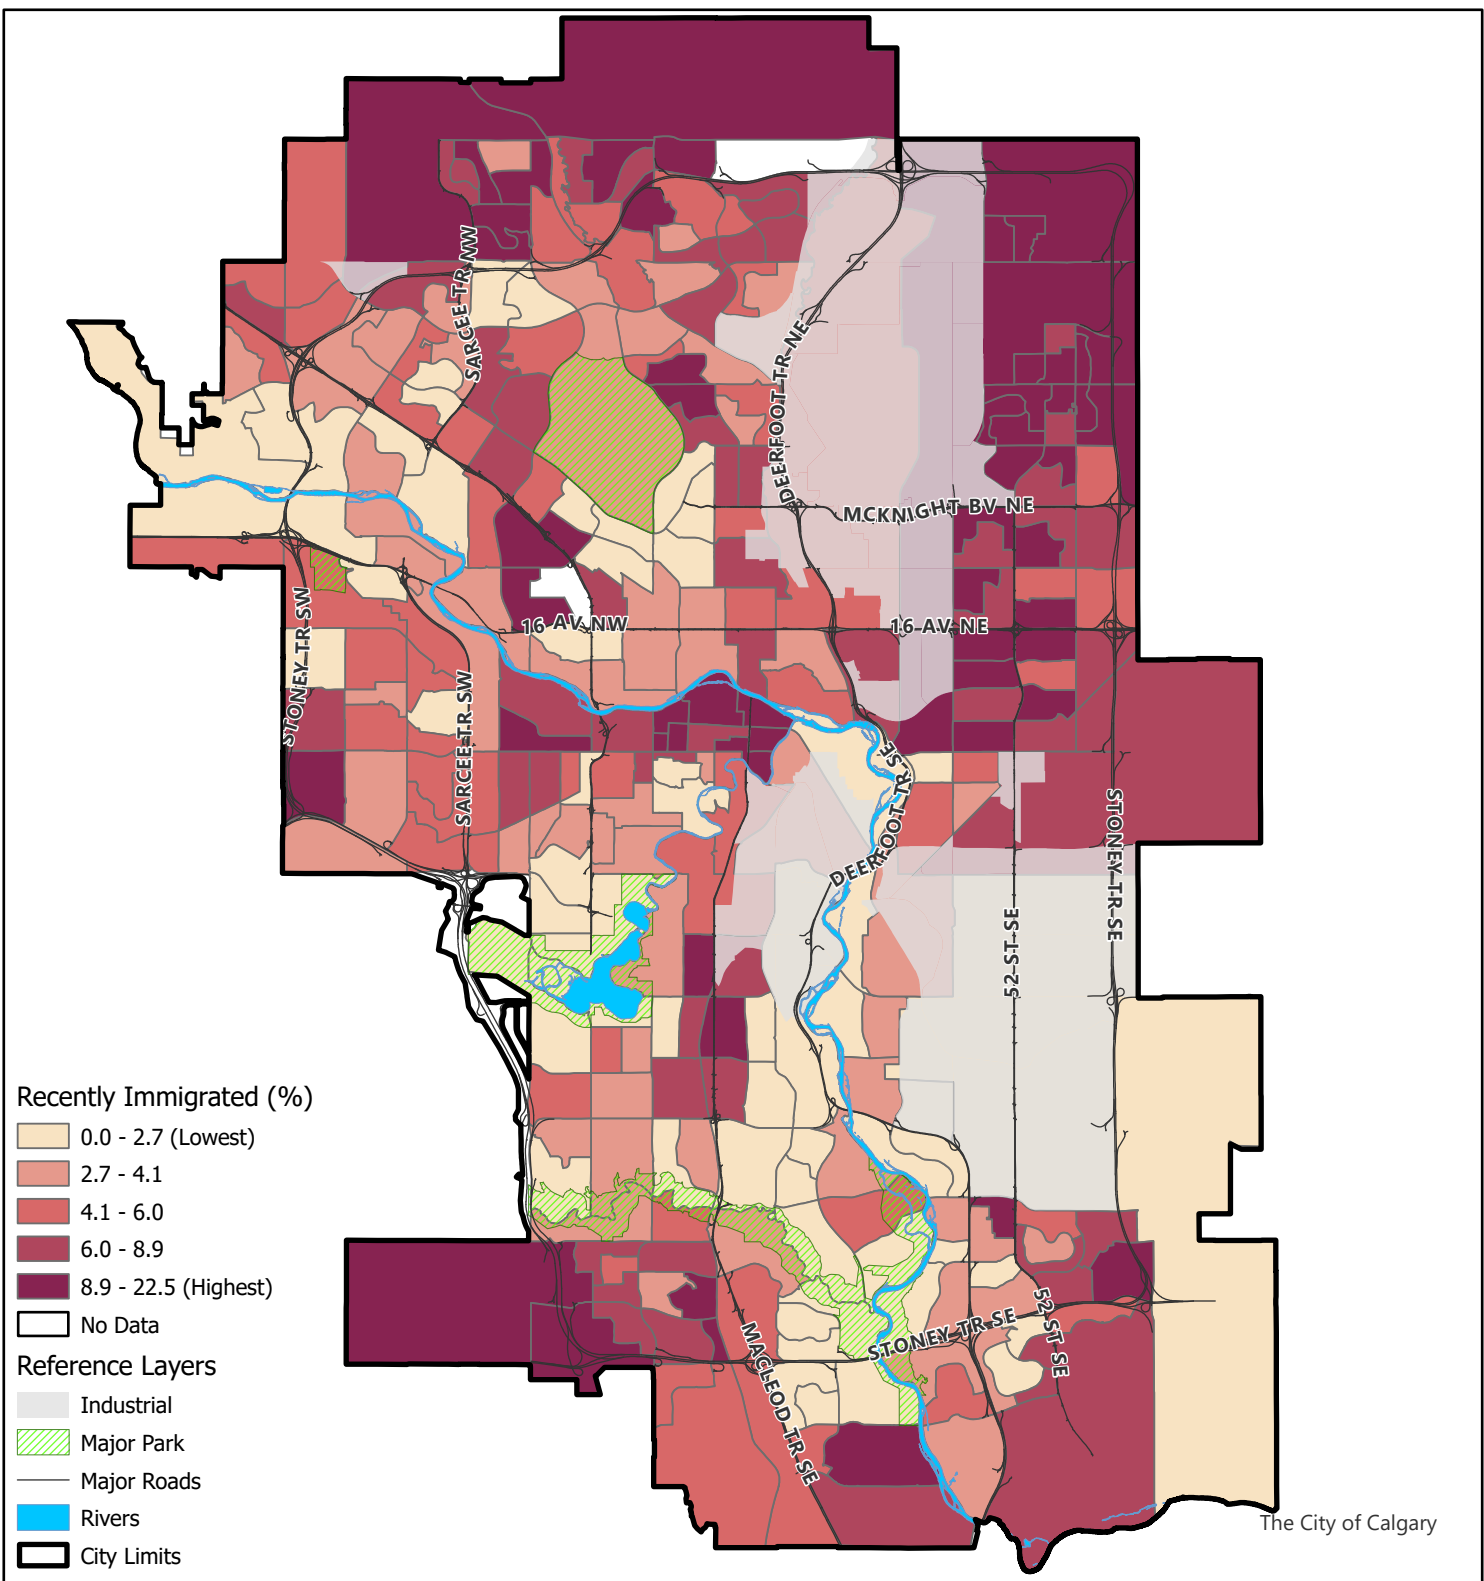 SARCEE TR NW
DEERFOOT TR NE
MCKNIGHT BV NE
16 AV NW
16 AV NE
STONEY TR SW
SARCEE TR SW
DEERFOOT TR SE
STONEY TR SE
52 ST SE
STONEY TR SE
52 ST SE
MACLEOD TR SE
Recently Immigrated (%)
0.0 - 2.7 (Lowest)
2.7 - 4.1
4.1 - 6.0
6.0 - 8.9
8.9 - 22.5 (Highest)
No Data
Reference Layers
Industrial
Major Park
Major Roads
Rivers
City Limits
The City of Calgary